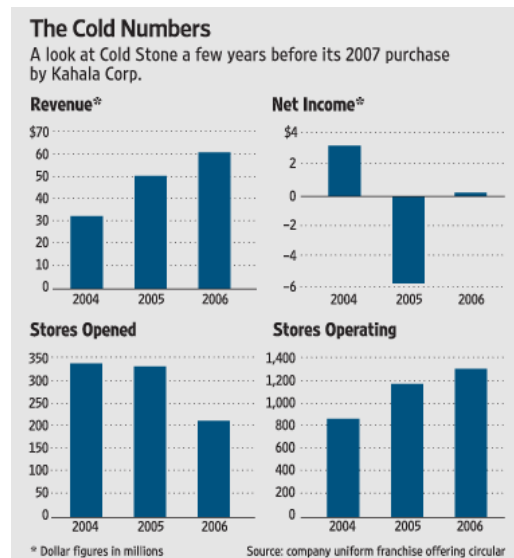 The Cold Numbers
A look at Cold Stone a few years before its 2007 purchase
by Kahala Corp.
Revenue*
$70
60
50
40
30
20
10
0
2004 2005 2006
Net Income*
$4
2
0
–2
–4
–6
2004 2005 2006
Stores Opened
350
300
250
200
150
100
50
0
2004 2005 2006
Stores Operating
1,400
1,200
1,000
800
600
400
200
0
2004 2005 2006
* Dollar figures in millions
Source: company uniform franchise offering circular